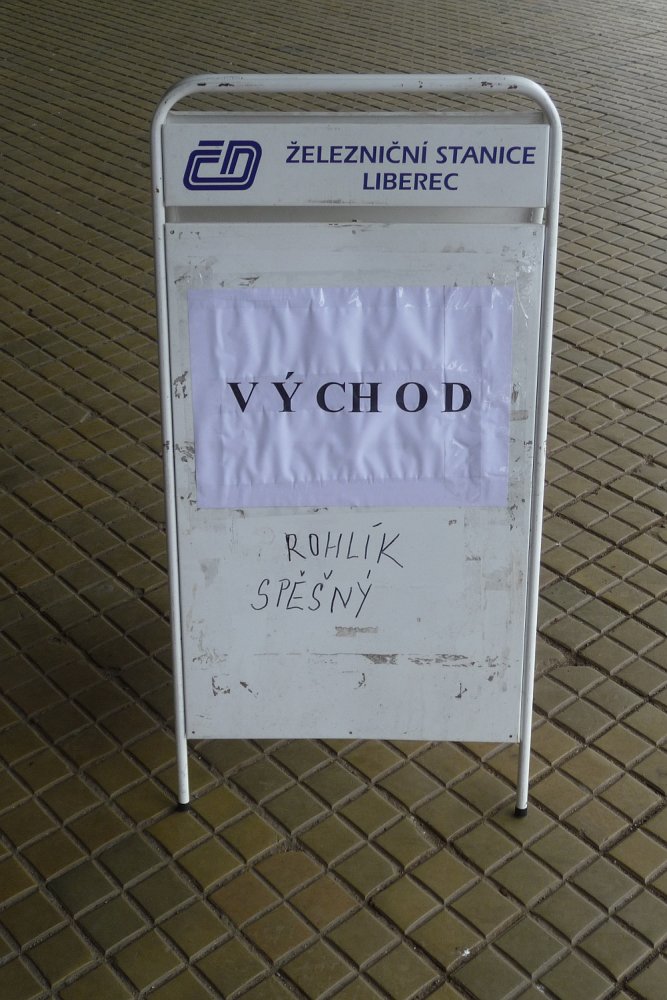 ČD ŽELEZNIČNÍ STANICE
LIBEREC
VÝCHOD
ROHLÍK
SPĚŠNÝ